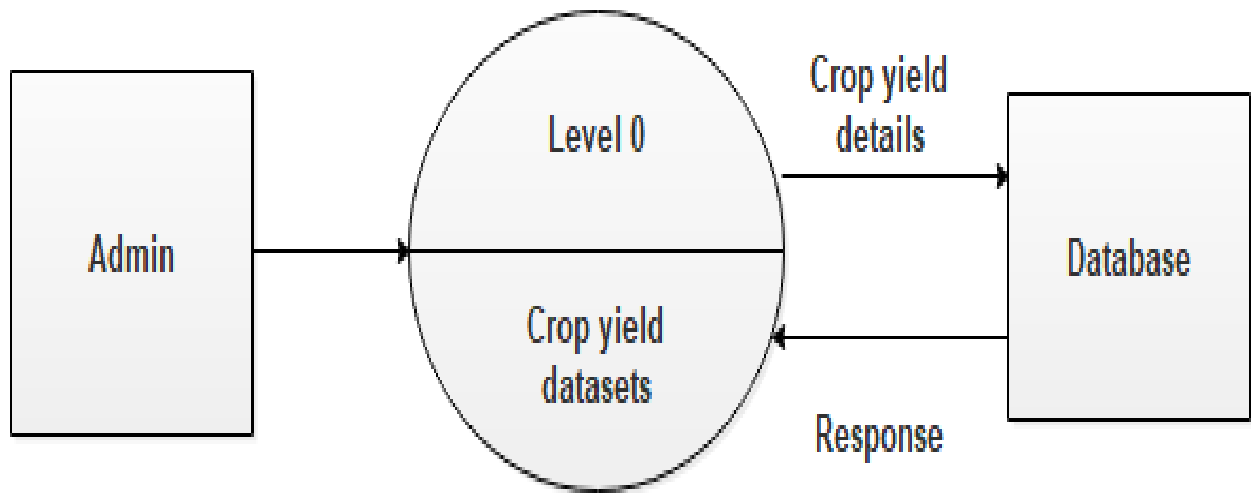 Admin
Level 0
Crop yield
datasets
Crop yield
details
Response
Database